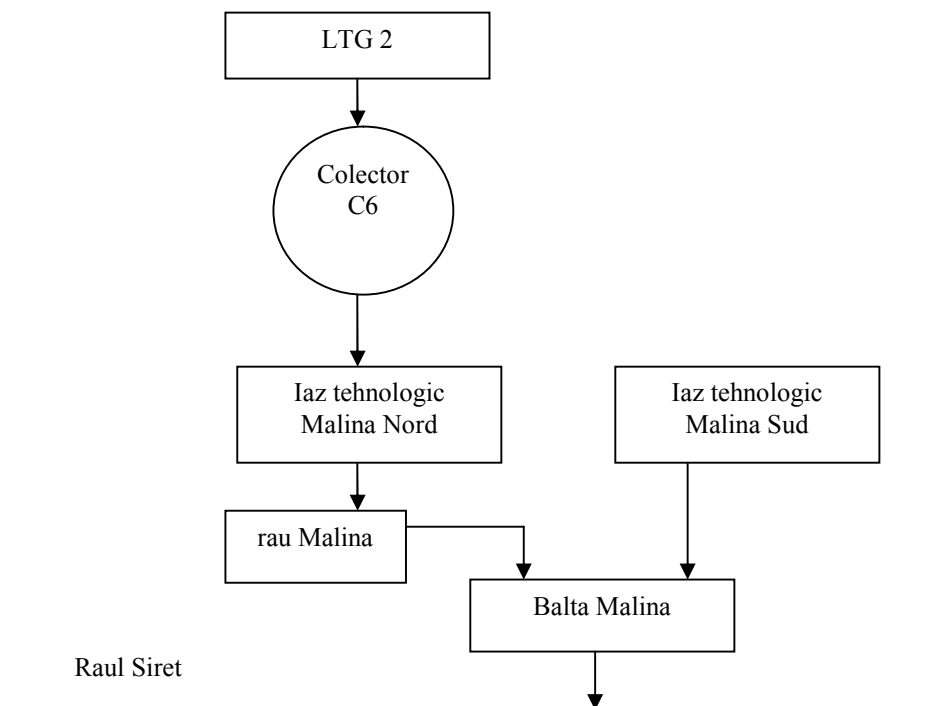 LTG 2
Colector
C6
Iaz tehnologic
Malina Nord
Iaz tehnologic
Malina Sud
rau Malina
Balta Malina
Raul Siret